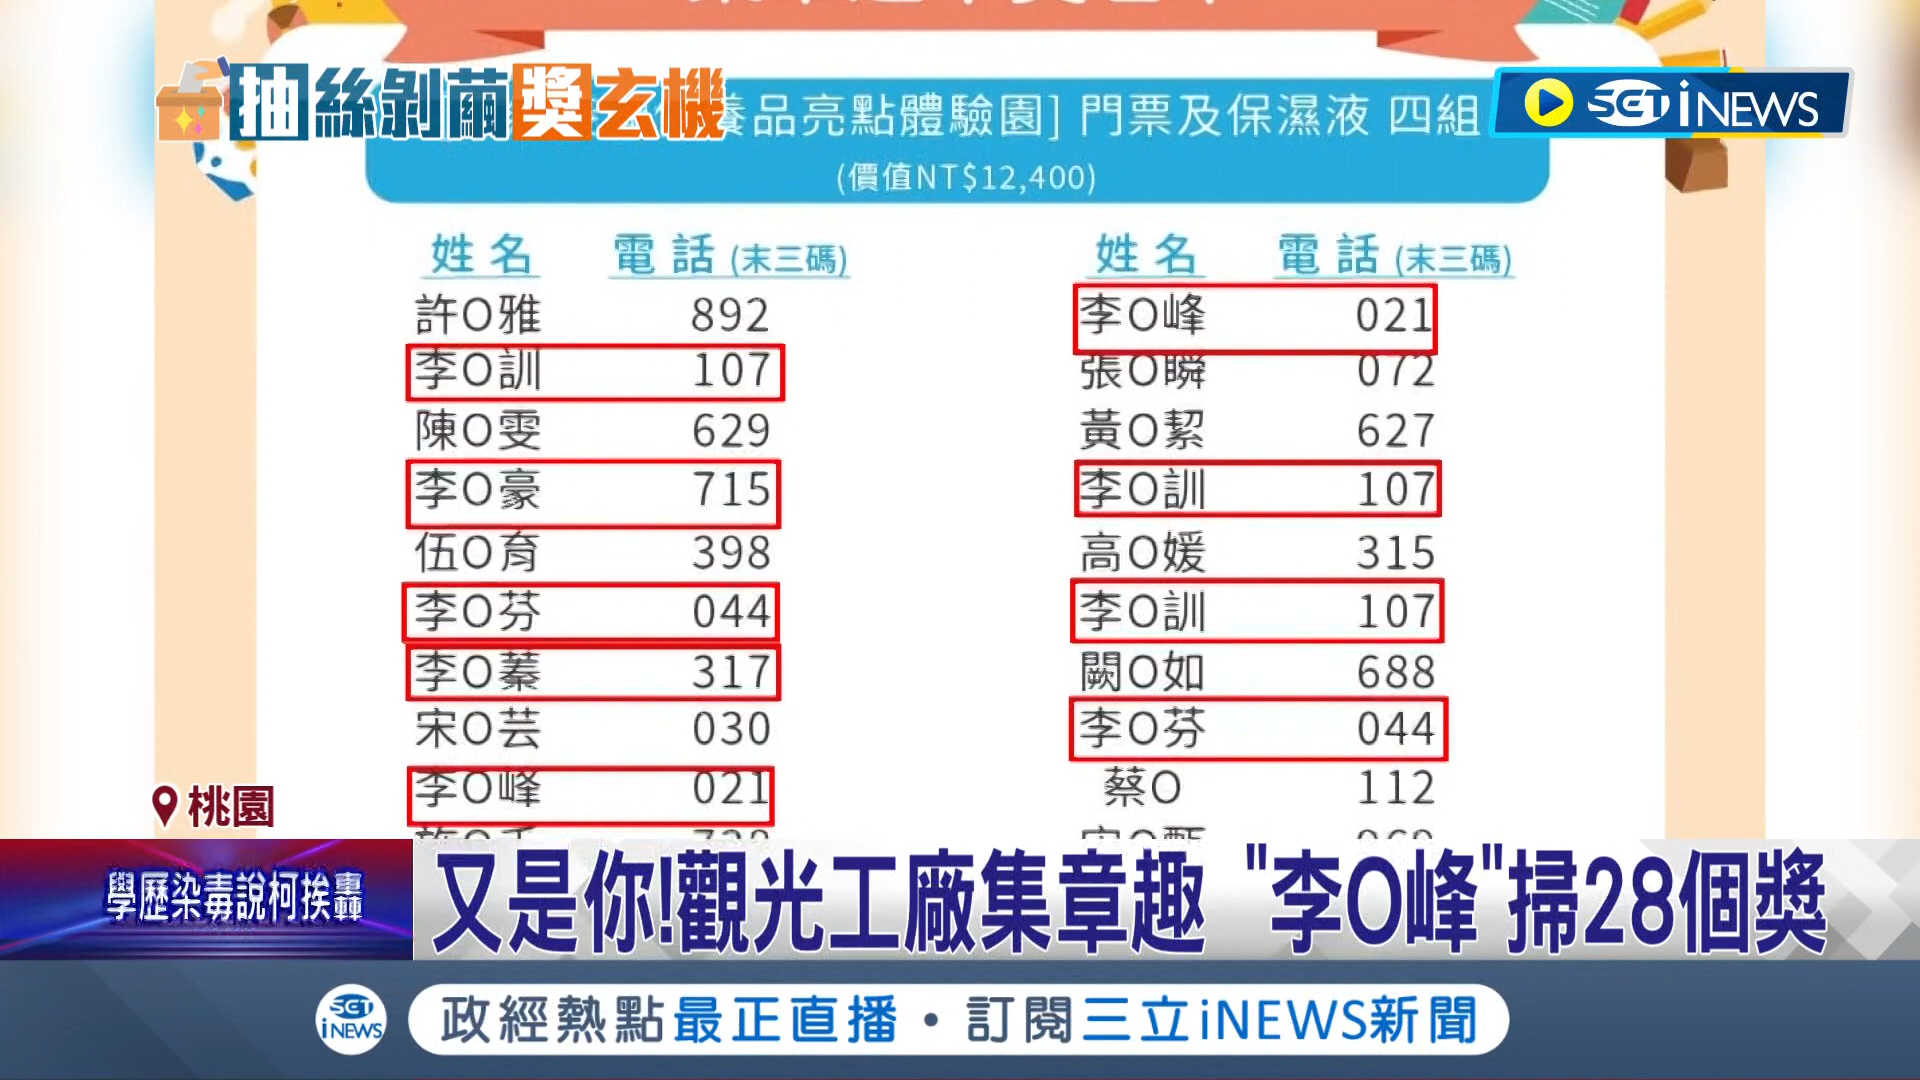 抽絲剝繭獎玄機
養品亮點體驗園] 門票及保濕液 四組
(價值NT$12,400)
SET iNEWS
姓名 電話(末三碼)
許O雅 892
李O訓 107
陳O雯 629
李O豪 715
伍O育 398
李O芬 044
李O蓁 317
宋O芸 030
李O峰 021
姓名 電話(末三碼)
李O峰 021
張O瞬 072
黃O絜 627
李O訓 107
高O媛 315
李O訓 107
闕O如 688
李O芬 044
蔡O 112
桃園
學歷染毒說柯挨轟
又是你!觀光工廠集章趣 "李O峰"掃28個獎
SET iNEWS
政經熱點最正直播・訂閱三立iNEWS新聞